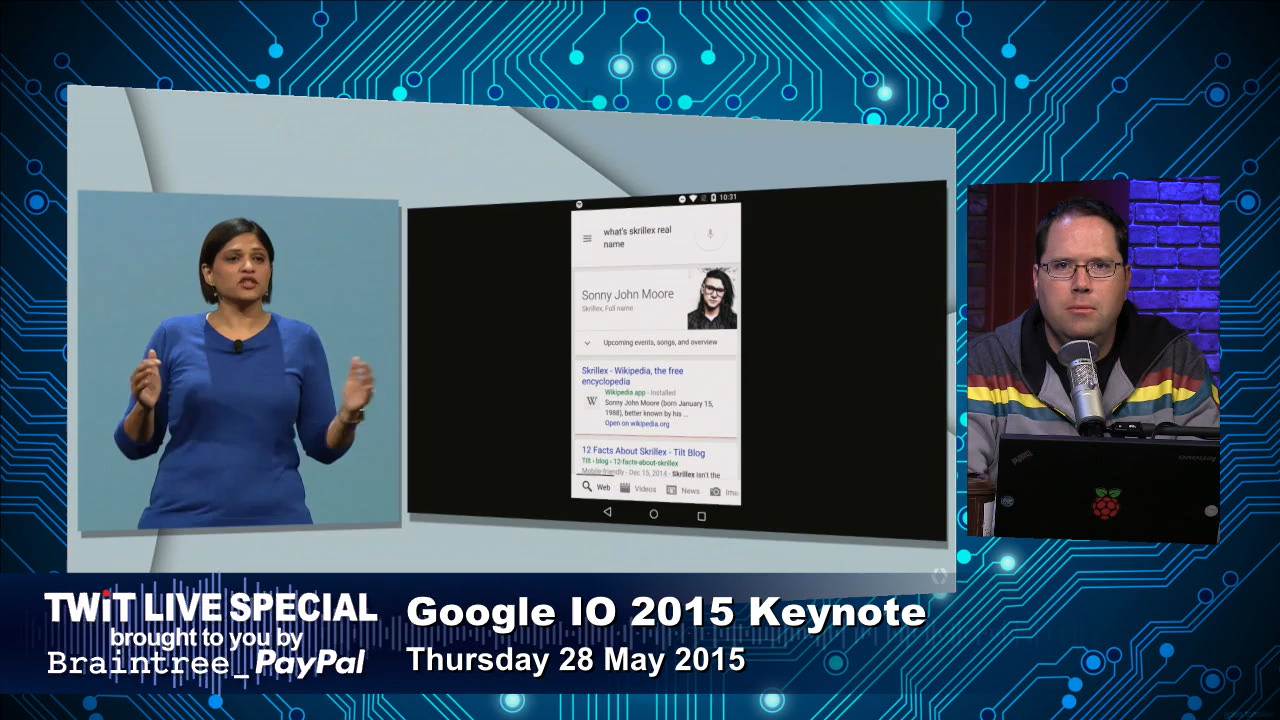 10:31
what's skrillex real
name
Sonny John Moore
Skrillex, Full name
Upcoming events, songs, and overview
Skrillex - Wikipedia, the free
encyclopedia
W
Wikipedia app - Installed
Sonny John Moore (born January 15,
1988), better known by his ...
Open on wikipedia.org
12 Facts About Skrillex - Tilt Blog
Tilt › blog › 12-facts-about-skrillex
Mobile-friendly - Dec 15, 2014 - Skrillex isn't the
Web Videos News Ima
lenovo
TWiT LIVE SPECIAL
brought to you by
Braintree_PayPal
Google IO 2015 Keynote
Thursday 28 May 2015